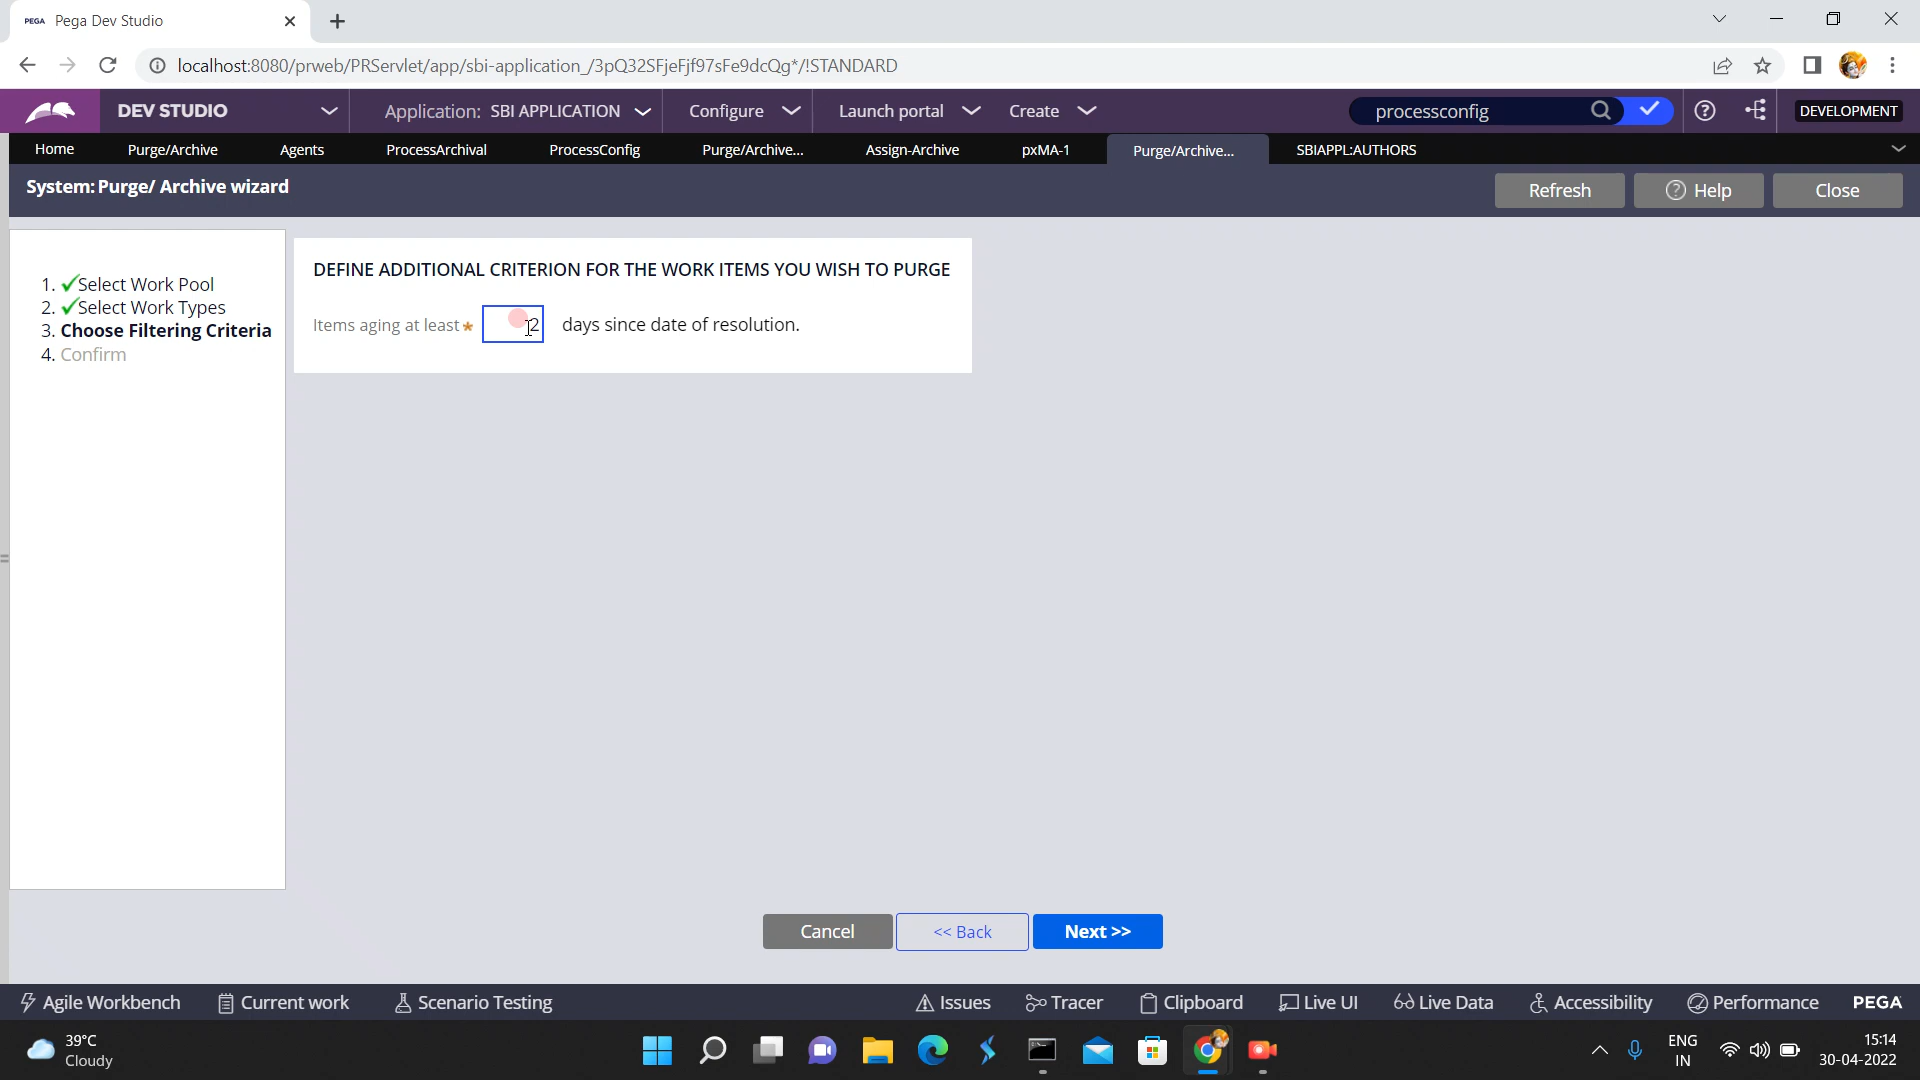 PEGA Pega Dev Studio
localhost:8080/prweb/PRServlet/app/sbi-application_/3pQ32SFjeFjf97sFe9dcQg*/!STANDARD
DEV STUDIO Application: SBI APPLICATION Configure Launch portal Create processconfig DEVELOPMENT
Home Purge/Archive Agents ProcessArchival ProcessConfig Purge/Archive... Assign-Archive pxMA-1 Purge/Archive... SBIAPPL:AUTHORS
System: Purge/ Archive wizard Refresh Help Close
1. Select Work Pool
2. Select Work Types
3. Choose Filtering Criteria
4. Confirm
DEFINE ADDITIONAL CRITERION FOR THE WORK ITEMS YOU WISH TO PURGE
Items aging at least 2 days since date of resolution.
Cancel << Back Next >>
Agile Workbench Current work Scenario Testing Issues Tracer Clipboard Live UI Live Data Accessibility Performance PEGA
39°C
Cloudy
ENG
IN
15:14
30-04-2022